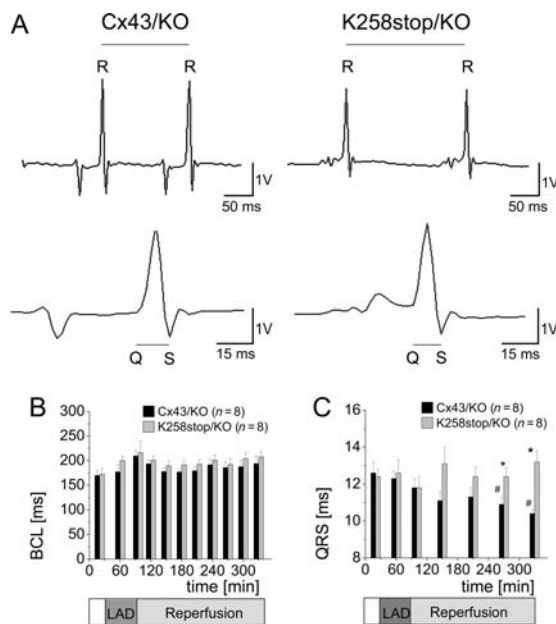 A
Cx43/KO
K258stop/KO
R R
R R
1V
50 ms
1V
50 ms
1V
15 ms
1V
15 ms
Q S
Q S
B
Cx43/KO (n = 8)
K258stop/KO (n = 8)
BCL [ms]
300
250
200
150
100
50
0
0 60 120 180 240 300
time [min]
LAD Reperfusion
C
Cx43/KO (n = 8)
K258stop/KO (n = 8)
QRS [ms]
16
14
12
10
8
* *
# #
0 60 120 180 240 300
time [min]
LAD Reperfusion